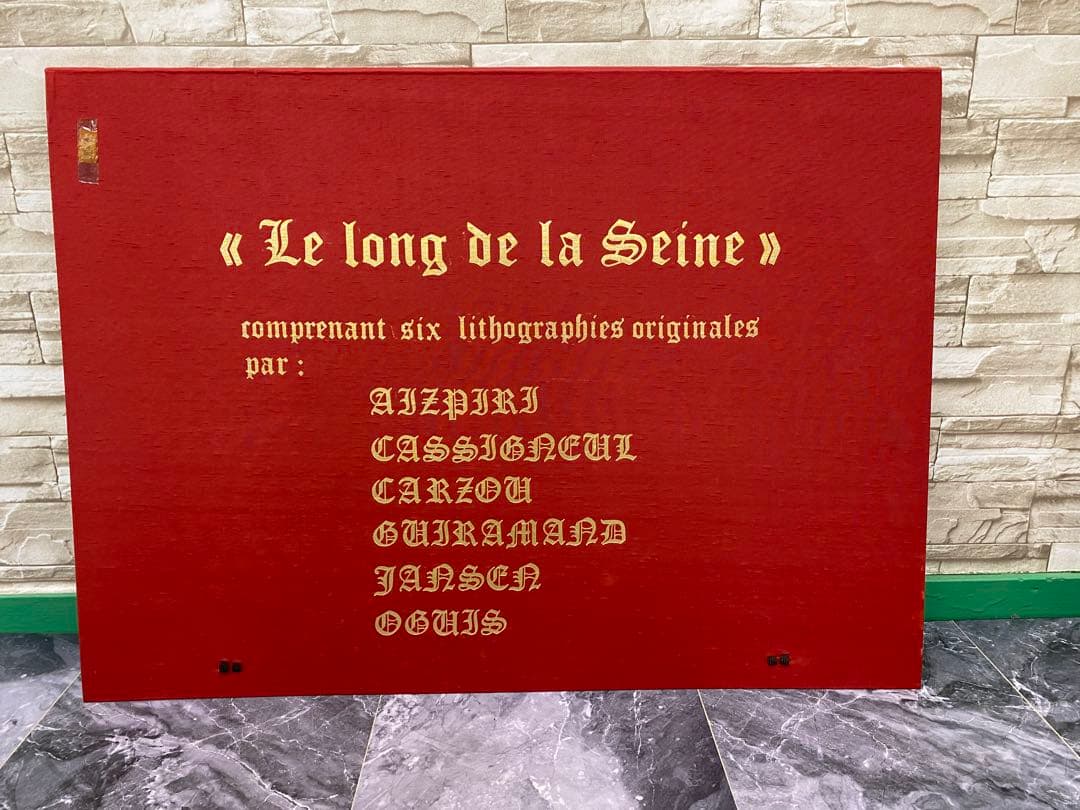 « Le long de la Seine »
comprenant six lithographies originales
par :
AIZPIRI
CASSIGNEUL
CARZOU
GUIRAMAND
JANSEN
OGUIS